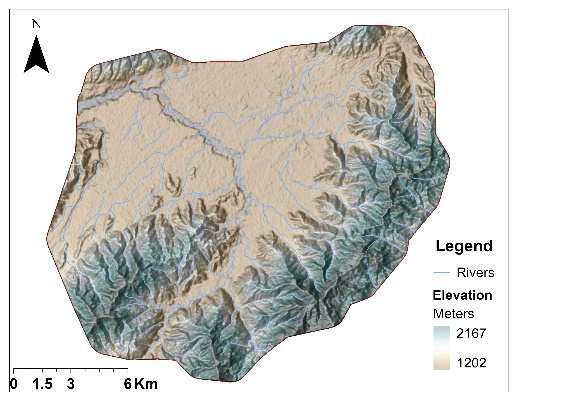 N
Legend
Rivers
Elevation
Meters
2167
1202
0 1.5 3 6 Km